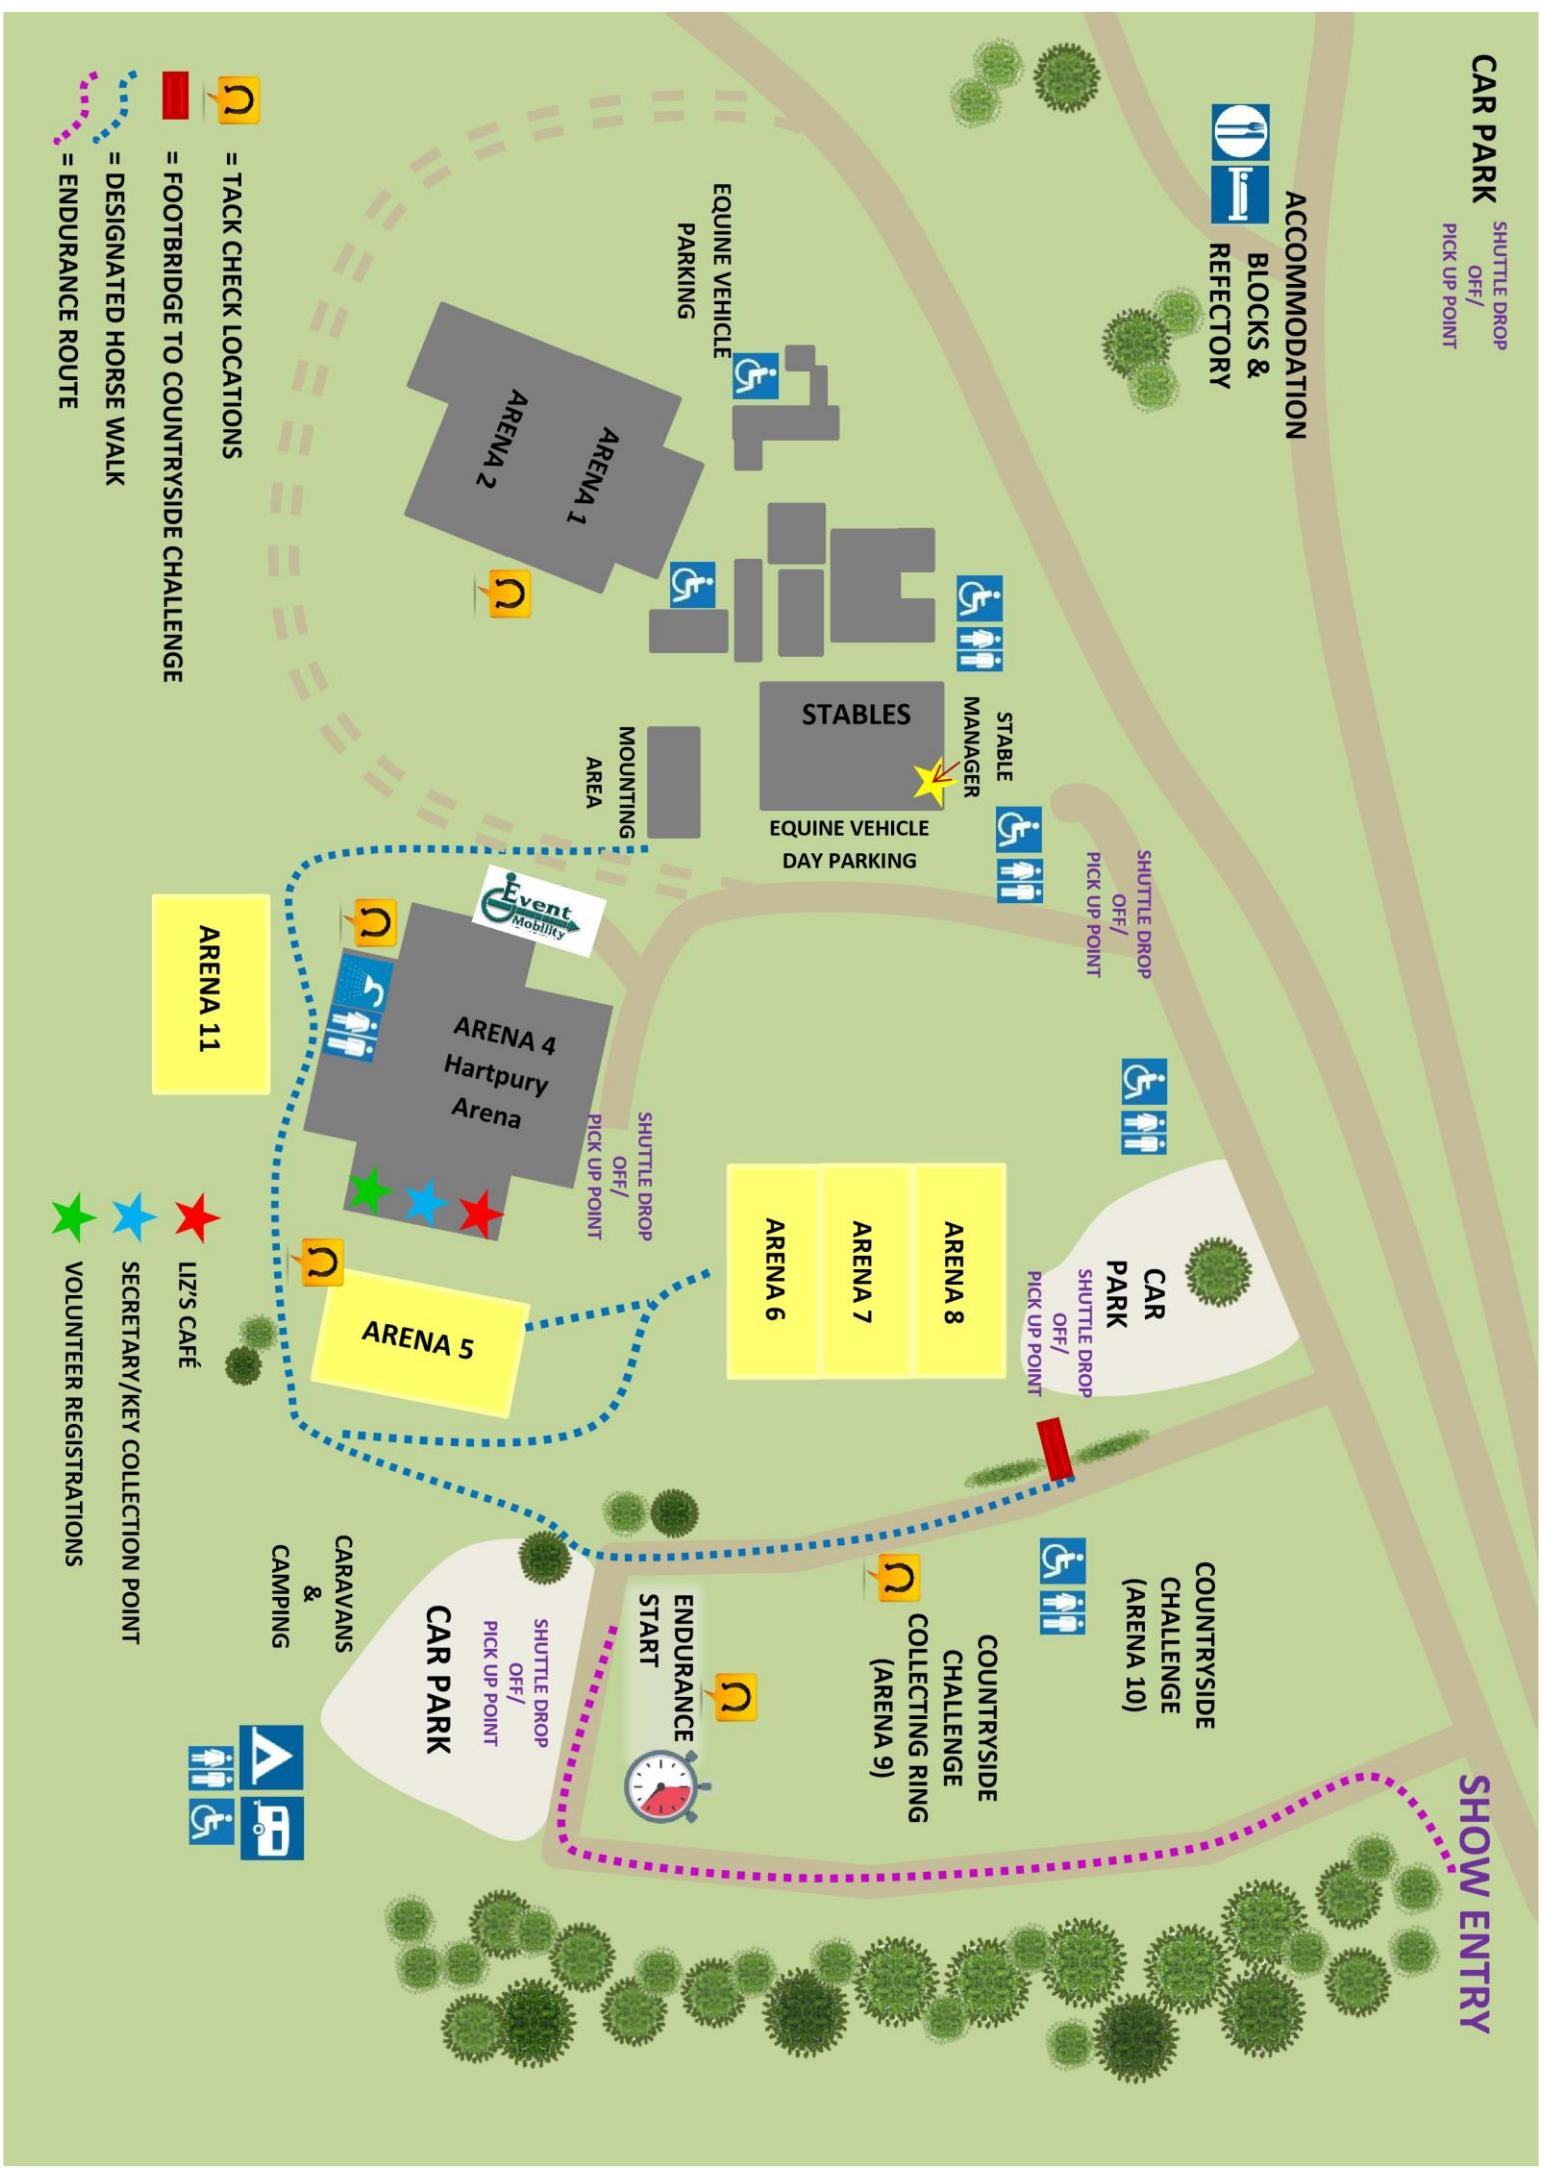 CAR PARK
SHUTTLE DROP
OFF/
PICK UP POINT
ACCOMMODATION
BLOCKS &
REFECTORY
EQUINE VEHICLE
PARKING
ARENA 1
ARENA 2
STABLES
STABLE
MANAGER
EQUINE VEHICLE
DAY PARKING
MOUNTING
AREA
SHUTTLE DROP
OFF/
PICK UP POINT
Event
Mobility
ARENA 4
Hartpury
Arena
SHUTTLE DROP
OFF/
PICK UP POINT
ARENA 11
ARENA 8
ARENA 7
ARENA 6
ARENA 5
CAR
PARK
SHUTTLE DROP
OFF/
PICK UP POINT
COUNTRYSIDE
CHALLENGE
(ARENA 10)
COUNTRYSIDE
CHALLENGE
COLLECTING RING
(ARENA 9)
ENDURANCE
START
SHUTTLE DROP
OFF/
PICK UP POINT
CAR PARK
CARAVANS
&
CAMPING
SHOW ENTRY
= TACK CHECK LOCATIONS
= FOOTBRIDGE TO COUNTRYSIDE CHALLENGE
= DESIGNATED HORSE WALK
= ENDURANCE ROUTE
LIZ'S CAFÉ
SECRETARY/KEY COLLECTION POINT
VOLUNTEER REGISTRATIONS